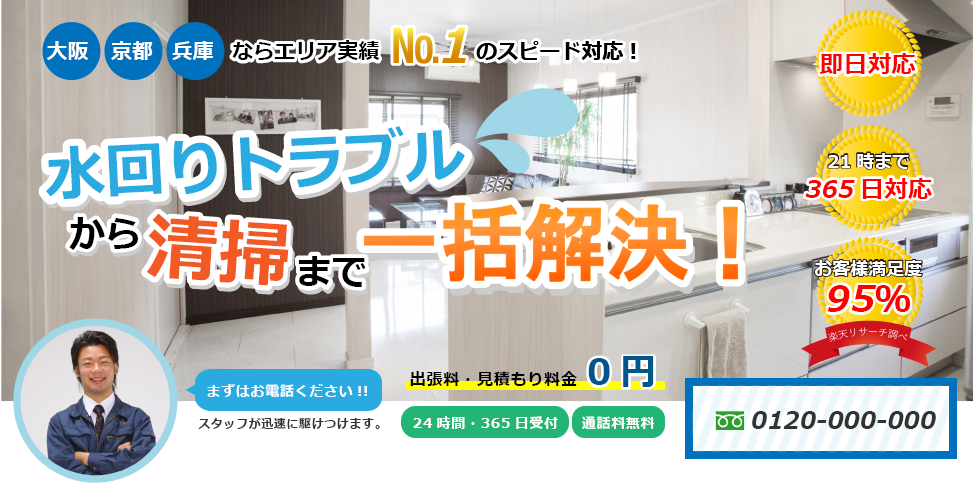 大阪 京都 兵庫 ならエリア実績 No.1 のスピード対応！
即日対応
水回りトラブル
から清掃まで一括解決！
21時まで
365日対応
お客様満足度
95%
楽天リサーチ調べ
まずはお電話ください!!
スタッフが迅速に駆けつけます。
出張料・見積もり料金 0円
24時間・365日受付 通話料無料
0120-000-000